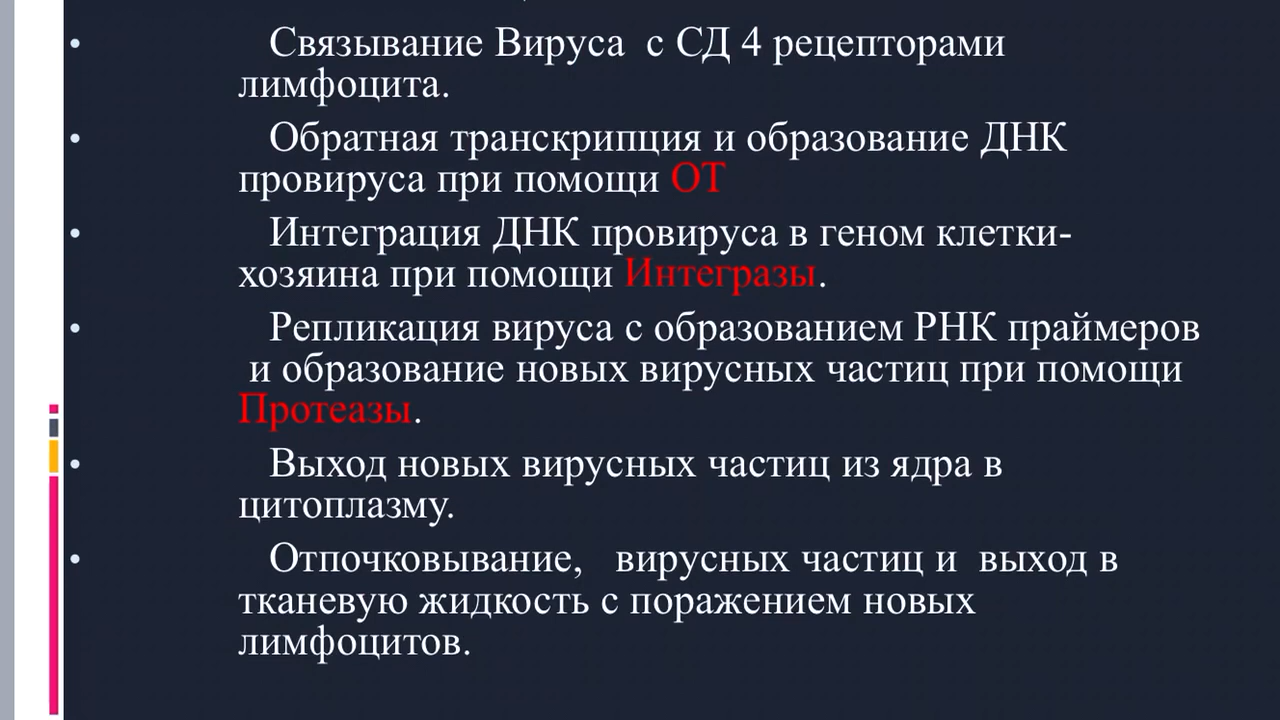 • Связывание Вируса с СД 4 рецепторами
лимфоцита.
• Обратная транскрипция и образование ДНК
провируса при помощи ОТ
• Интеграция ДНК провируса в геном клетки-
хозяина при помощи Интегразы.
• Репликация вируса с образованием РНК праймеров
и образование новых вирусных частиц при помощи
Протеазы.
• Выход новых вирусных частиц из ядра в
цитоплазму.
• Отпочковывание, вирусных частиц и выход в
тканевую жидкость с поражением новых
лимфоцитов.